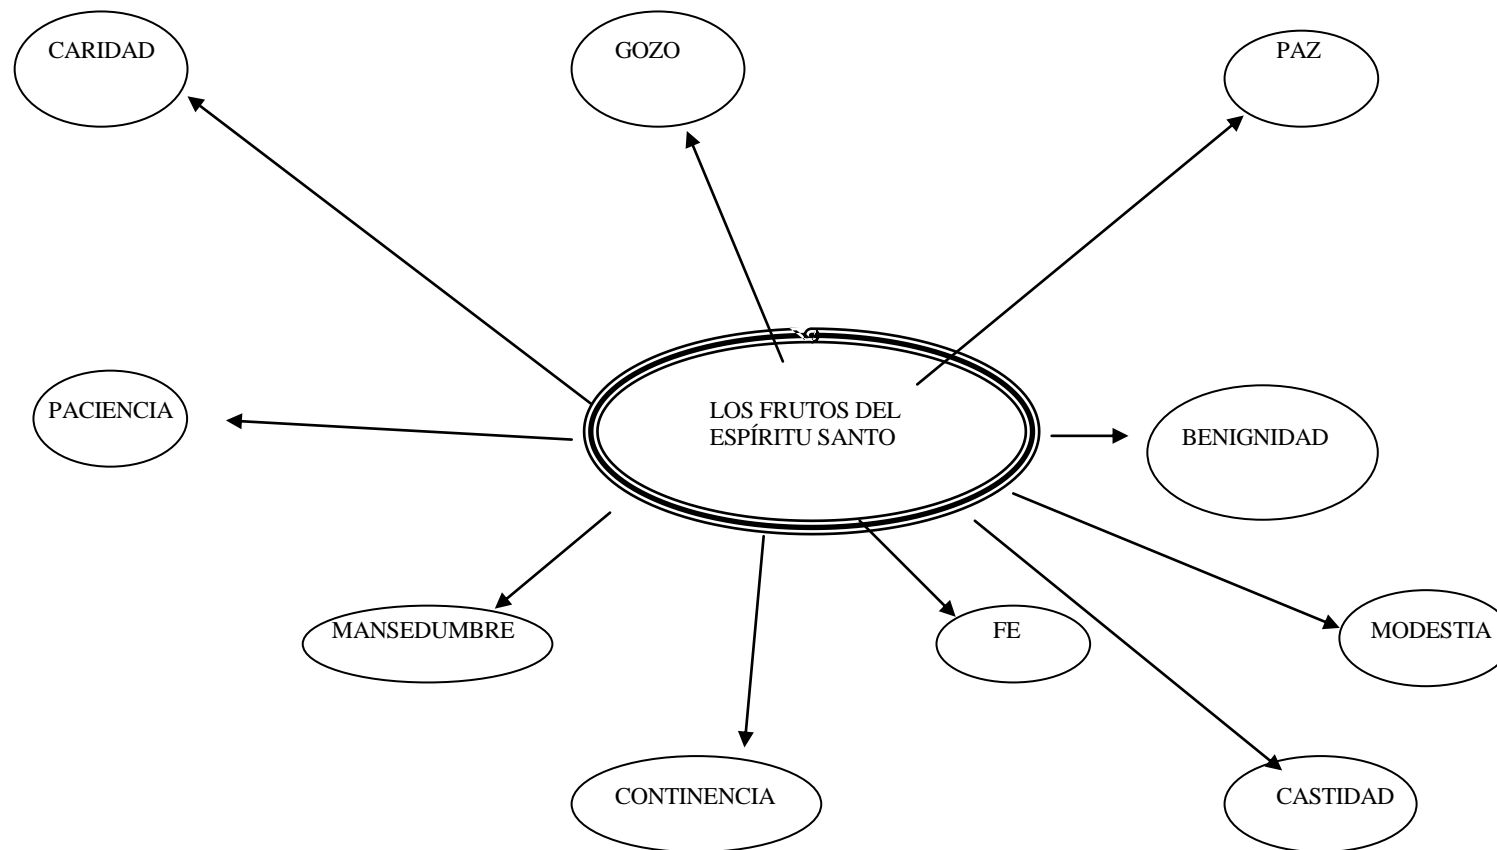 CARIDAD
GOZO
PAZ
PACIENCIA
LOS FRUTOS DEL
ESPÍRITU SANTO
BENIGNIDAD
MANSEDUMBRE
FE
MODESTIA
CONTINENCIA
CASTIDAD